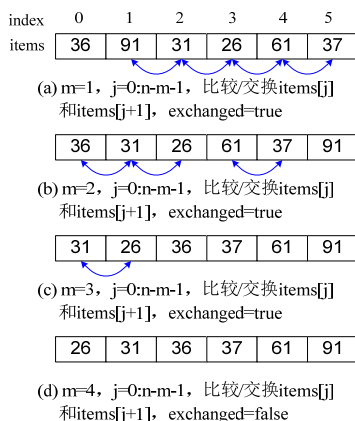 index 0 1 2 3 4 5
items 36 91 31 26 61 37
(a) m=1，j=0:n-m-1，比较/交换items[j]
和items[j+1]，exchanged=true
36 31 26 61 37 91
(b) m=2，j=0:n-m-1，比较/交换items[j]
和items[j+1]，exchanged=true
31 26 36 37 61 91
(c) m=3，j=0:n-m-1，比较/交换items[j]
和items[j+1]，exchanged=true
26 31 36 37 61 91
(d) m=4，j=0:n-m-1，比较/交换items[j]
和items[j+1]，exchanged=false